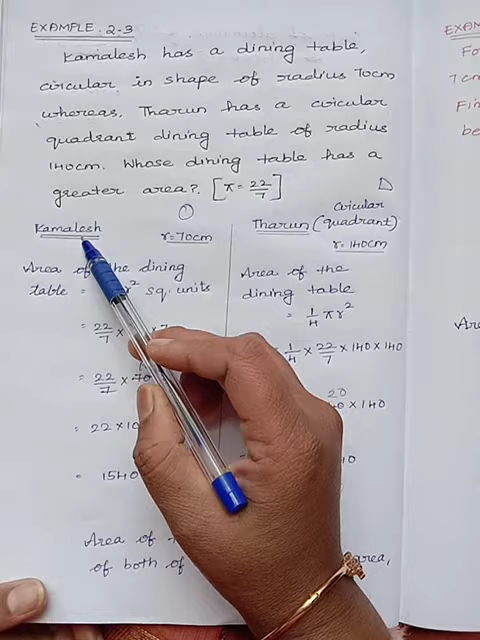 EXAMPLE 2-3
Kamalesh has a dining table,
circular in shape of radius 70cm
whereas, Tharun has a circular
quadrant dining table of radius
140cm. Whose dining table has a
greater area? [π = 22/7]
Kamalesh
r = 70cm
Area of the dining
table = r² sq. units
= 22/7 ×
= 22/7 × 70
= 22 × 10
= 1540
Tharun (circular quadrant)
r = 140cm
Area of the
dining table
= 1/4 πr²
= 1/4 × 22/7 × 140 × 140
20
× 140
Area of
of both of area,
EXAM
Fo
7cm
Fin
be
Are